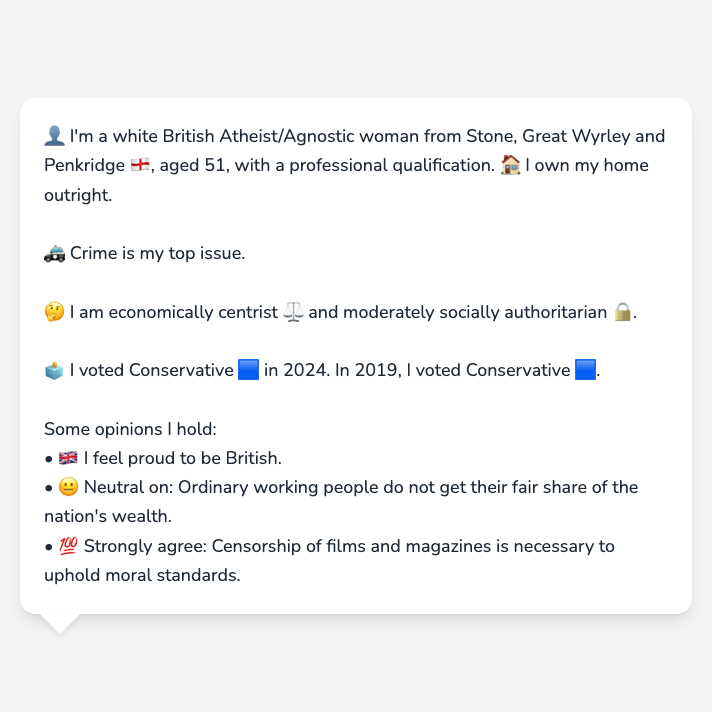 👤 I'm a white British Atheist/Agnostic woman from Stone, Great Wyrley and
Penkridge 🏴󠁧󠁢󠁥󠁮󠁧󠁿, aged 51, with a professional qualification. 🏠 I own my home
outright.
🚓 Crime is my top issue.
🤔 I am economically centrist ⚖️ and moderately socially authoritarian 🔒.
🗳️ I voted Conservative 🟦 in 2024. In 2019, I voted Conservative 🟦.
Some opinions I hold:
• 🇬🇧 I feel proud to be British.
• 😐 Neutral on: Ordinary working people do not get their fair share of the
nation's wealth.
• 💯 Strongly agree: Censorship of films and magazines is necessary to
uphold moral standards.